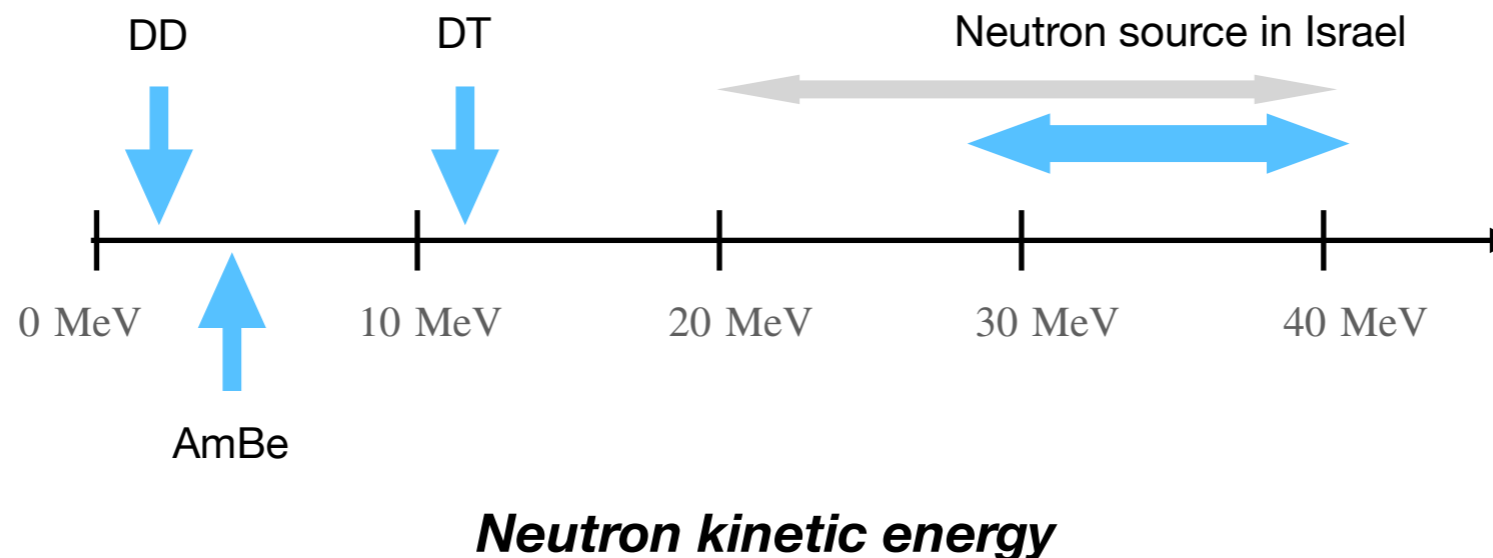 DD
DT
Neutron source in Israel
0 MeV
10 MeV
20 MeV
30 MeV
40 MeV
AmBe
Neutron kinetic energy